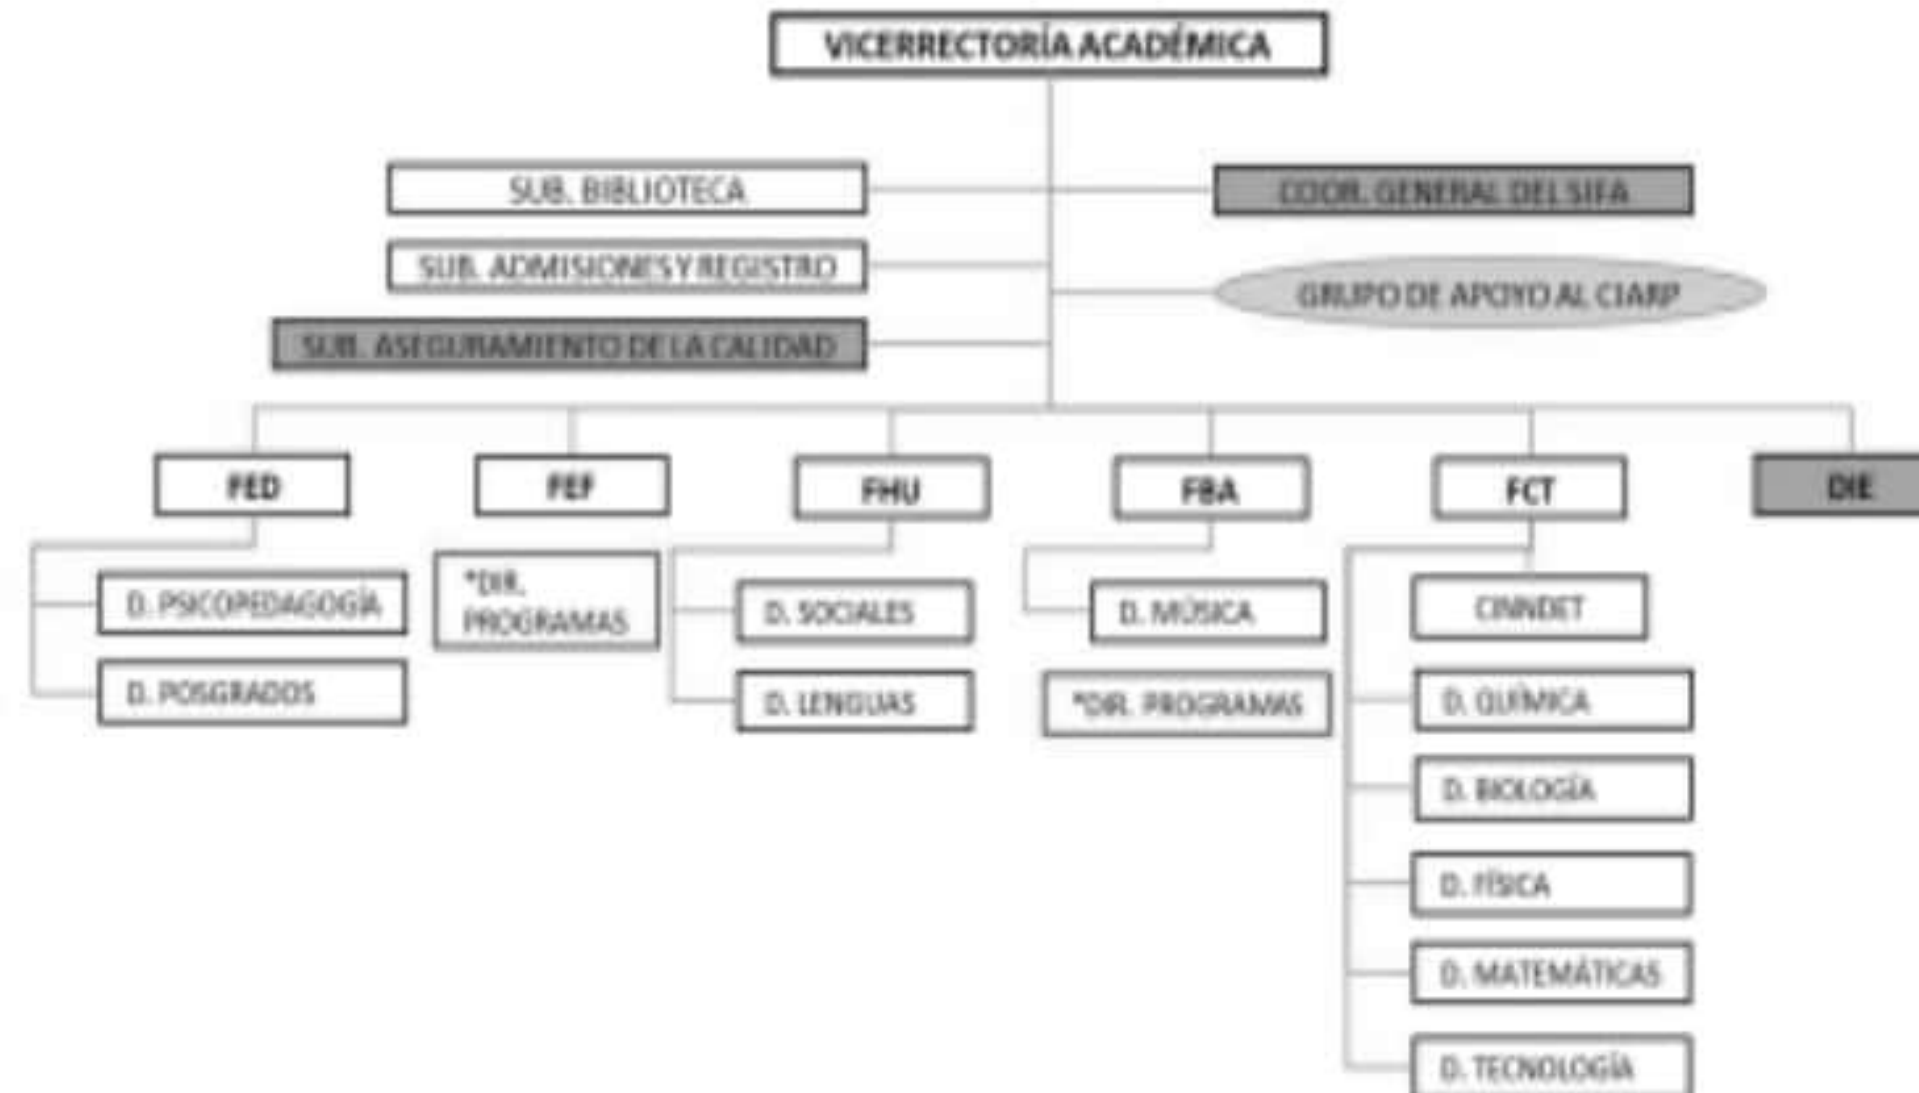 VICERRECTORÍA ACADÉMICA
SUB. BIBLIOTECA
COOR. GENERAL DEL SIFA
SUB. ADMISIONES Y REGISTRO
GRUPO DE APOYO AL CIARP
SUB. ASEGURAMIENTO DE LA CALIDAD
FED
FEF
FHU
FBA
FCT
DIE
D. PSICOPEDAGOGÍA
D. POSGRADOS
*DIR.
PROGRAMAS
D. SOCIALES
D. LENGUAS
D. MÚSICA
*DIR. PROGRAMAS
CINNDET
D. QUÍMICA
D. BIOLOGÍA
D. FÍSICA
D. MATEMÁTICAS
D. TECNOLOGÍA